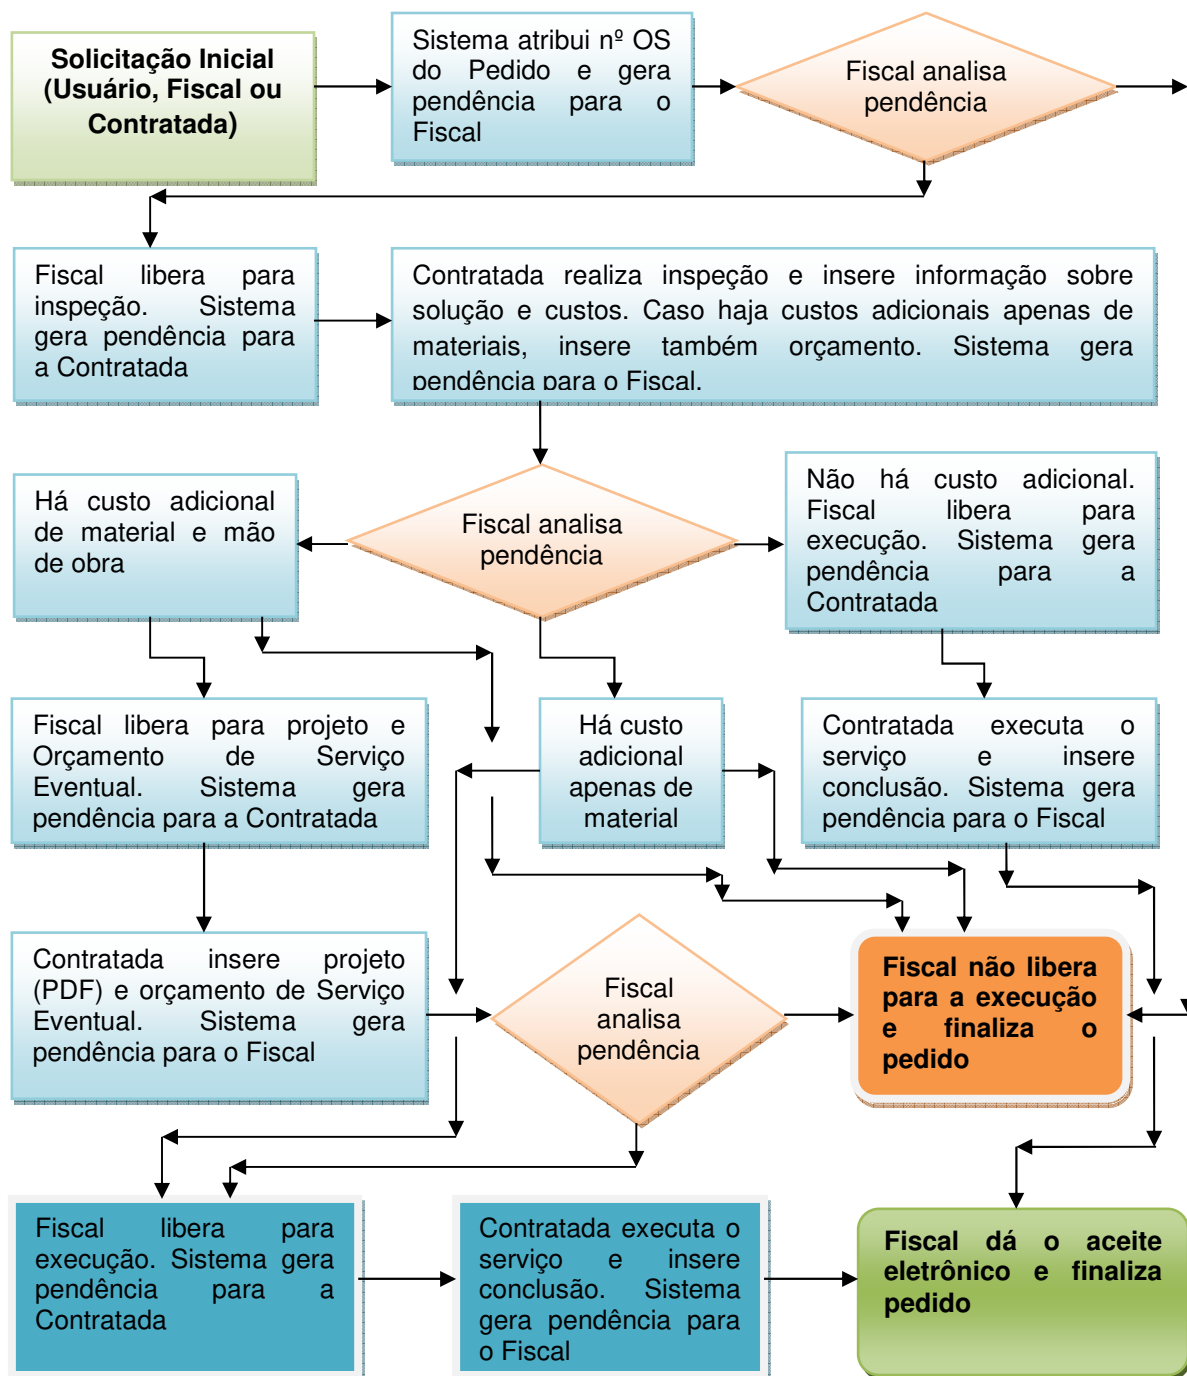 Solicitação Inicial
(Usuário, Fiscal ou
Contratada)
Sistema atribui nº OS
do Pedido e gera
pendência para o
Fiscal
Fiscal analisa
pendência
Fiscal libera para
inspeção. Sistema
gera pendência para
a Contratada
Contratada realiza inspeção e insere informação sobre
solução e custos. Caso haja custos adicionais apenas de
materiais, insere também orçamento. Sistema gera
pendência para o Fiscal.
Há custo adicional
de material e mão
de obra
Fiscal analisa
pendência
Não há custo adicional.
Fiscal libera para
execução. Sistema gera
pendência para a
Contratada
Fiscal libera para projeto e
Orçamento de Serviço
Eventual. Sistema gera
pendência para a Contratada
Há custo
adicional
apenas de
material
Contratada executa o
serviço e insere
conclusão. Sistema gera
pendência para o Fiscal
Contratada insere projeto
(PDF) e orçamento de Serviço
Eventual. Sistema gera
pendência para o Fiscal
Fiscal
analisa
pendência
Fiscal não libera
para a execução
e finaliza o
pedido
Fiscal libera para
execução. Sistema gera
pendência para a
Contratada
Contratada executa o
serviço e insere
conclusão. Sistema
gera pendência para
o Fiscal
Fiscal dá o aceite
eletrônico e finaliza
pedido